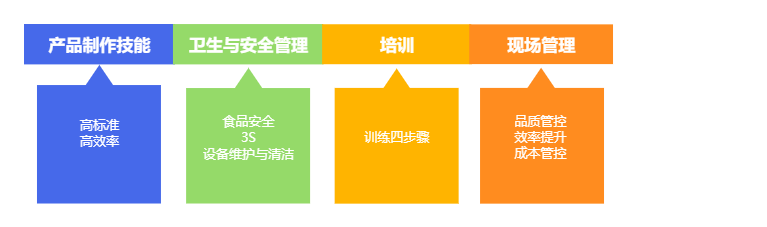 产品制作技能
卫生与安全管理
培训
现场管理
高标准
高效率
食品安全
3S
设备维护与清洁
训练四步骤
品质管控
效率提升
成本管控